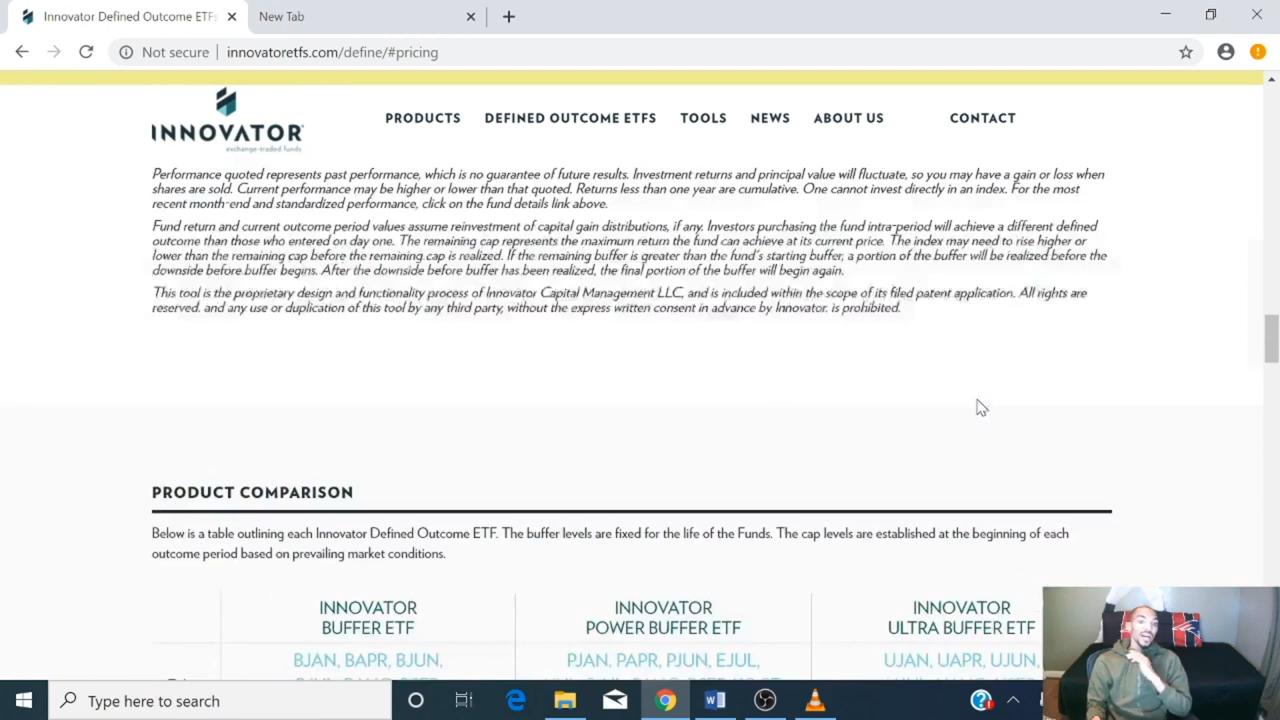 Innovator Defined Outcome ETFs
New Tab
Not secure
innovatoretfs.com/define/#pricing
INNOVATOR
exchange-traded funds
PRODUCTS
DEFINED OUTCOME ETFS
TOOLS
NEWS
ABOUT US
CONTACT
Performance quoted represents past performance, which is no guarantee of future results. Investment returns and principal value will fluctuate, so you may have a gain or loss when
shares are sold. Current performance may be higher or lower than that quoted. Returns less than one year are cumulative. One cannot invest directly in an index. For the most
recent month-end and standardized performance, click on the fund details link above.
Fund return and current outcome period values assume reinvestment of capital gain distributions, if any. Investors purchasing the fund intra-period will achieve a different defined
outcome than those who entered on day one. The remaining cap represents the maximum return the fund can achieve at its current price. The index may need to rise higher or
lower than the remaining cap before the remaining cap is realized. If the remaining buffer is greater than the fund's starting buffer, a portion of the buffer will be realized before the
downside before buffer begins. After the downside before buffer has been realized, the final portion of the buffer will begin again.
This tool is the proprietary design and functionality process of Innovator Capital Management LLC, and is included within the scope of its filed patent application. All rights are
reserved. and any use or duplication of this tool by any third party, without the express written consent in advance by Innovator. is prohibited.
PRODUCT COMPARISON
Below is a table outlining each Innovator Defined Outcome ETF. The buffer levels are fixed for the life of the Funds. The cap levels are established at the beginning of each
outcome period based on prevailing market conditions.
INNOVATOR
BUFFER ETF
INNOVATOR
POWER BUFFER ETF
INNOVATOR
ULTRA BUFFER ETF
BJAN, BAPR, BJUN,
PJAN, PAPR, PJUN, EJUL,
UJAN, UAPR, UJUN,
Type here to search